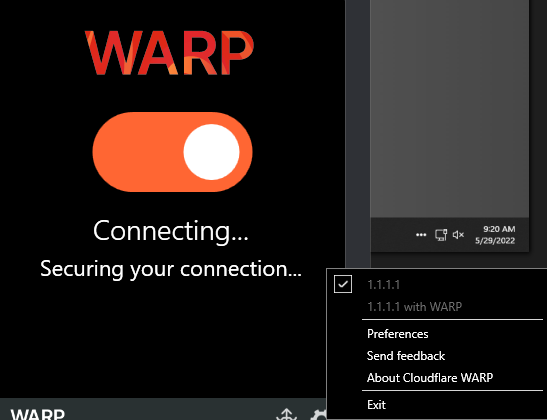 WARP
Connecting...
Securing your connection...
9:20 AM
5/29/2022
1.1.1.1
1.1.1.1 with WARP
Preferences
Send feedback
About Cloudflare WARP
Exit
WARP